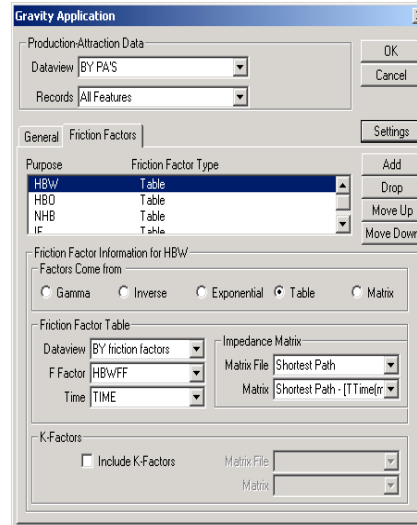 Gravity Application
Production-Attraction Data
Dataview BY PA'S
Records All Features
OK
Cancel
Settings
General Friction Factors
Purpose Friction Factor Type
HBW Table
HBO Table
NHB Table
IE Table
Add
Drop
Move Up
Move Down
Friction Factor Information for HBW
Factors Come from
Gamma Inverse Exponential Table Matrix
Friction Factor Table
Dataview BY friction factors
F Factor HBWFF
Time TIME
Impedance Matrix
Matrix File Shortest Path
Matrix Shortest Path - [TTime(m
K-Factors
Include K-Factors
Matrix File
Matrix